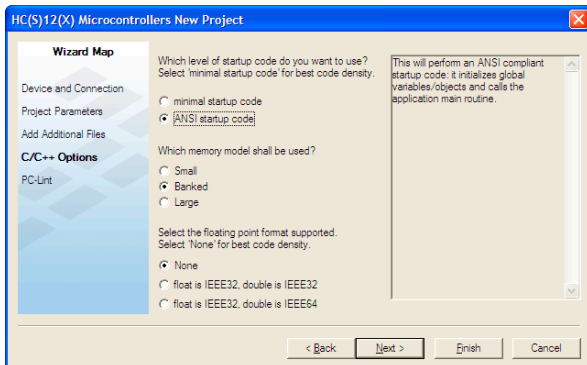 HC(S)12(X) Microcontrollers New Project
Wizard Map
Device and Connection
Project Parameters
Add Additional Files
C/C++ Options
PC-Lint
Which level of startup code do you want to use?
Select 'minimal startup code' for best code density.
minimal startup code
ANSI startup code
Which memory model shall be used?
Small
Banked
Large
Select the floating point format supported.
Select 'None' for best code density.
None
float is IEEE32, double is IEEE32
float is IEEE32, double is IEEE64
This will perform an ANSI compliant
startup code: it initializes global
variables/objects and calls the
application main routine.
< Back
Next >
Finish
Cancel